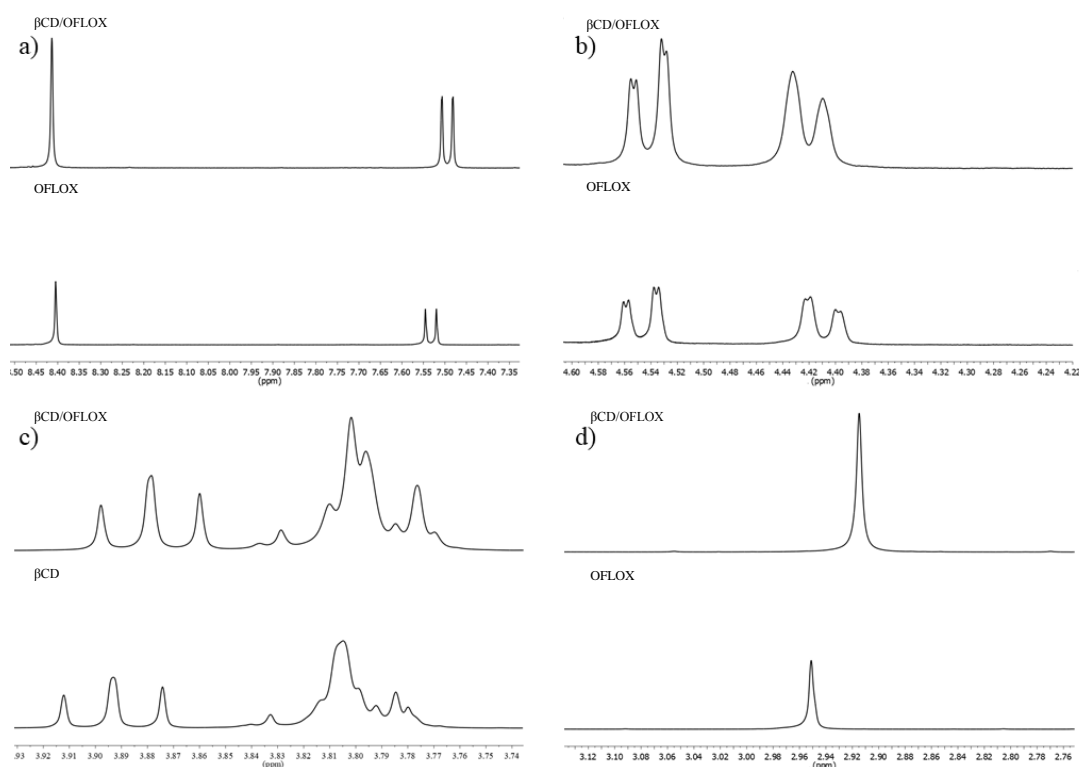 βCD/OFLOX
a)
OFLOX
8.50 8.45 8.40 8.35 8.30 8.25 8.20 8.15 8.10 8.05 8.00 7.95 7.90 7.85 7.80 7.75 7.70 7.65 7.60 7.55 7.50 7.45 7.40 7.35
(ppm)
βCD/OFLOX
b)
OFLOX
4.60 4.58 4.56 4.54 4.52 4.50 4.48 4.46 4.44 4.42 4.40 4.38 4.36 4.34 4.32 4.30 4.28 4.26 4.24 4.22
(ppm)
βCD/OFLOX
c)
βCD
3.93 3.92 3.91 3.90 3.89 3.88 3.87 3.86 3.85 3.84 3.83 3.82 3.81 3.80 3.79 3.78 3.77 3.76 3.75 3.74
(ppm)
βCD/OFLOX
d)
OFLOX
3.12 3.10 3.08 3.06 3.04 3.02 3.00 2.98 2.96 2.94 2.92 2.90 2.88 2.86 2.84 2.82 2.80 2.78 2.76
(ppm)